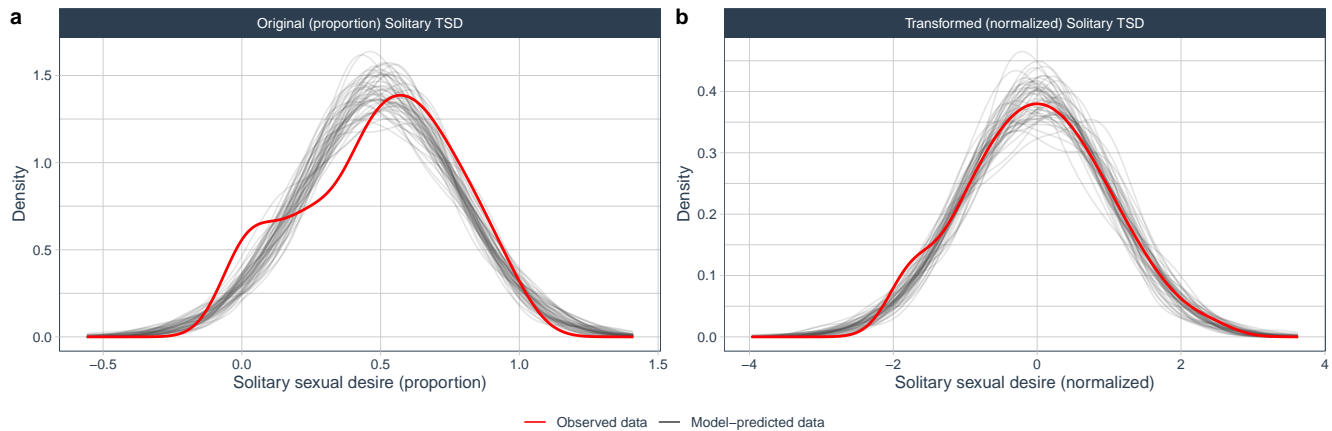 a
Original (proportion) Solitary TSD
Density
1.5
1.0
0.5
0.0
−0.5 0.0 0.5 1.0 1.5
Solitary sexual desire (proportion)
b
Transformed (normalized) Solitary TSD
Density
0.4
0.3
0.2
0.1
0.0
−4 −2 0 2 4
Solitary sexual desire (normalized)
Observed data Model−predicted data